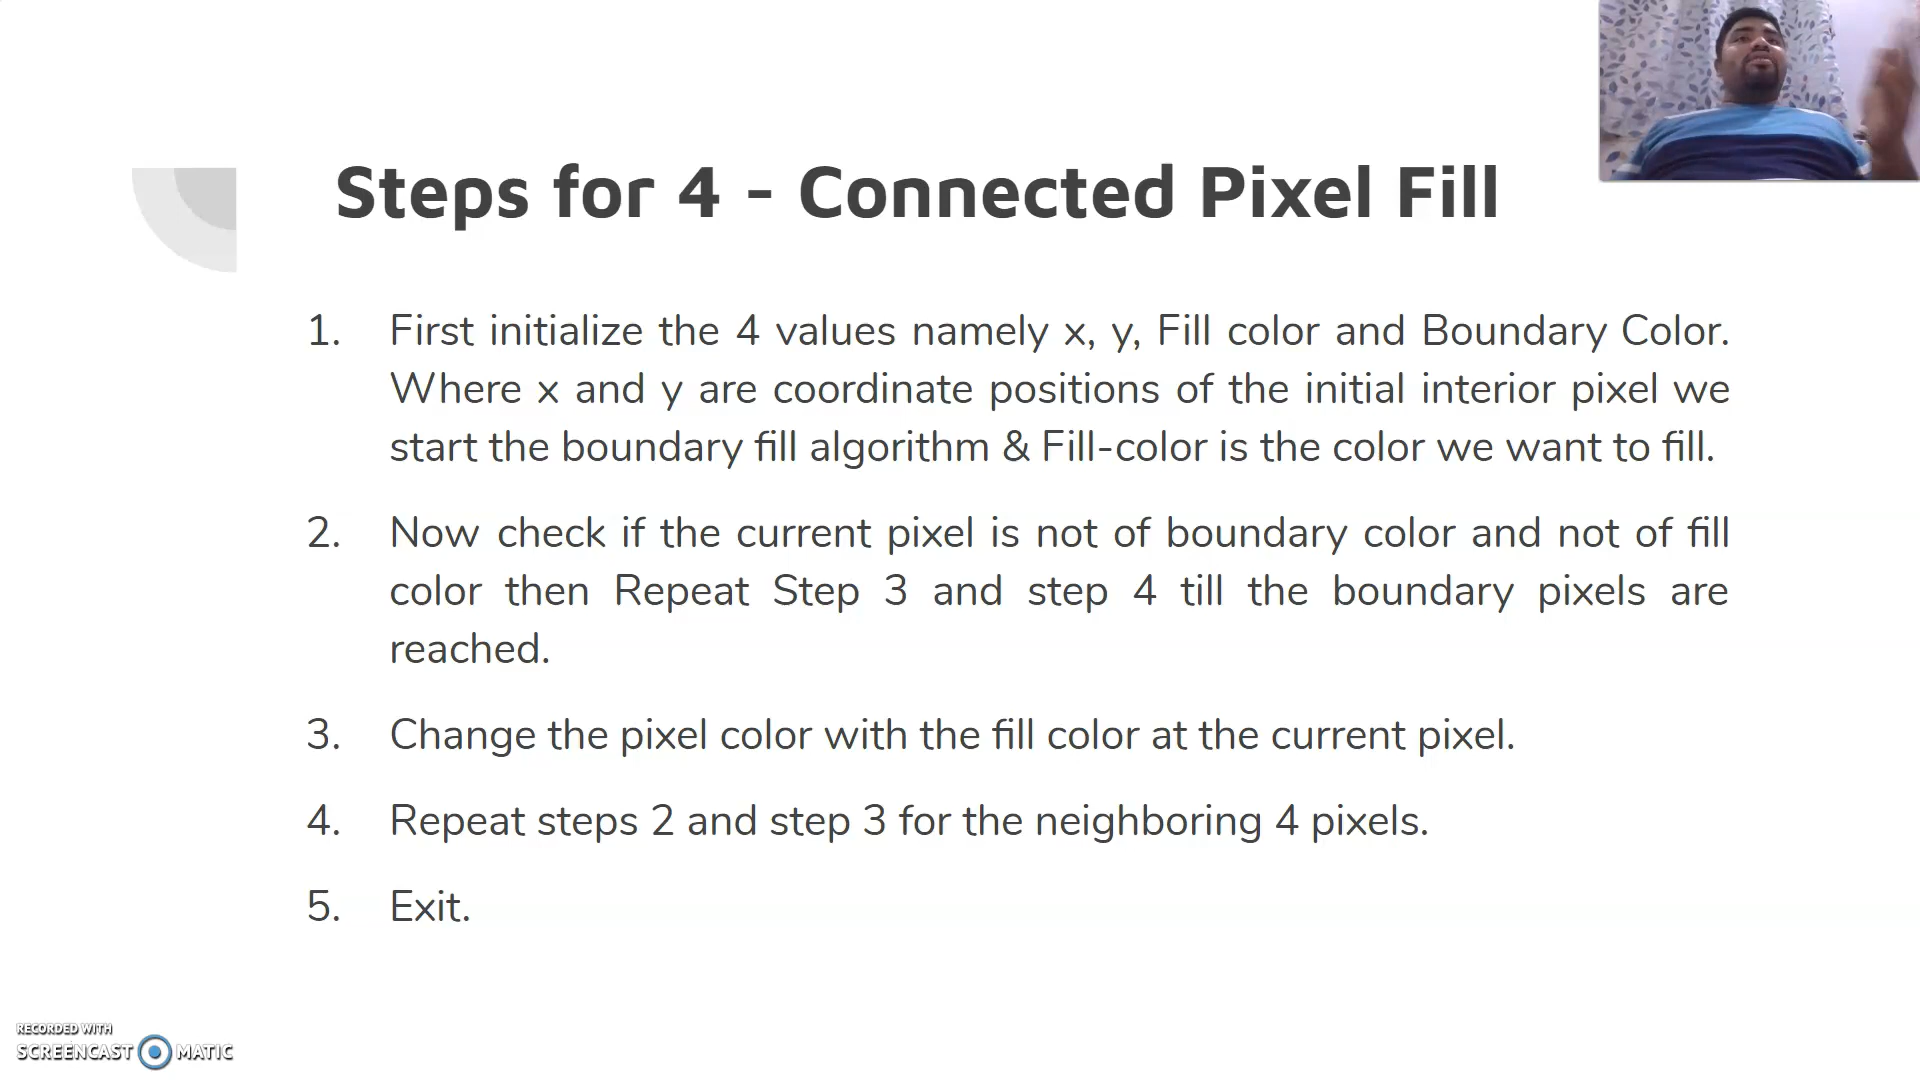 Steps for 4 - Connected Pixel Fill
1. First initialize the 4 values namely x, y, Fill color and Boundary Color.
Where x and y are coordinate positions of the initial interior pixel we
start the boundary fill algorithm & Fill-color is the color we want to fill.
2. Now check if the current pixel is not of boundary color and not of fill
color then Repeat Step 3 and step 4 till the boundary pixels are
reached.
3. Change the pixel color with the fill color at the current pixel.
4. Repeat steps 2 and step 3 for the neighboring 4 pixels.
5. Exit.
RECORDED WITH
SCREENCAST MATIC